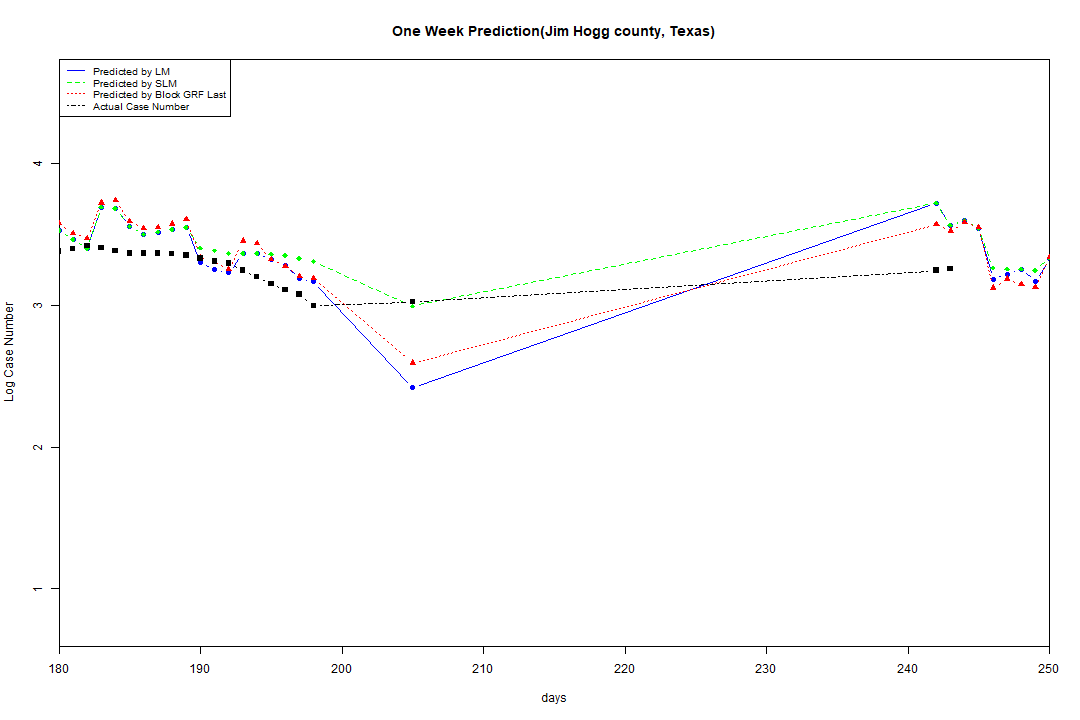 One Week Prediction(Jim Hogg county, Texas)
Predicted by LM
Predicted by SLM
Predicted by Block GRF Last
Actual Case Number
4
3
2
1
Log Case Number
180 190 200 210 220 230 240 250
days